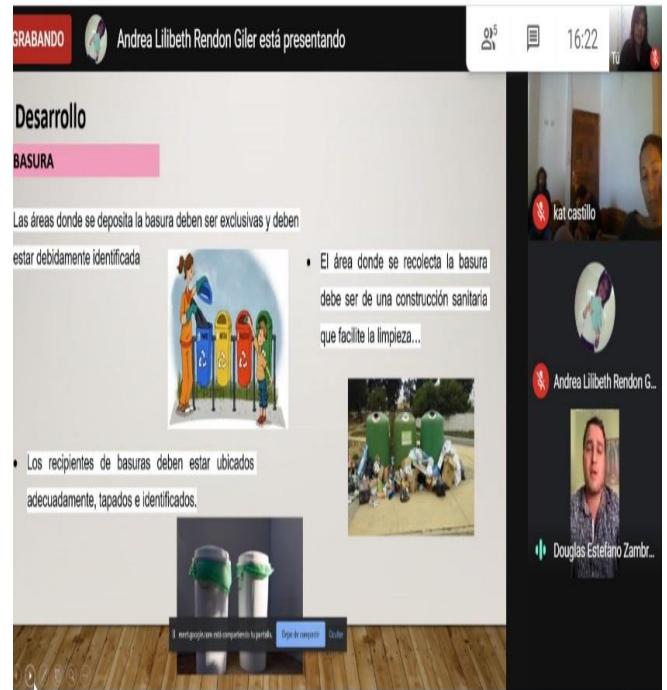 GRABANDO
Andrea Lilibeth Rendon Giler está presentando
5
16:22
Tú
Desarrollo
BASURA
Las áreas donde se deposita la basura deben ser exclusivas y deben
estar debidamente identificada
• El área donde se recolecta la basura
debe ser de una construcción sanitaria
que facilite la limpieza...
• Los recipientes de basuras deben estar ubicados
adecuadamente, tapados e identificados.
meet.google.com está compartiendo tu pantalla.
Dejar de compartir
Ocultar
kat castillo
Andrea Lilibeth Rendon G...
Douglas Estefano Zambr...